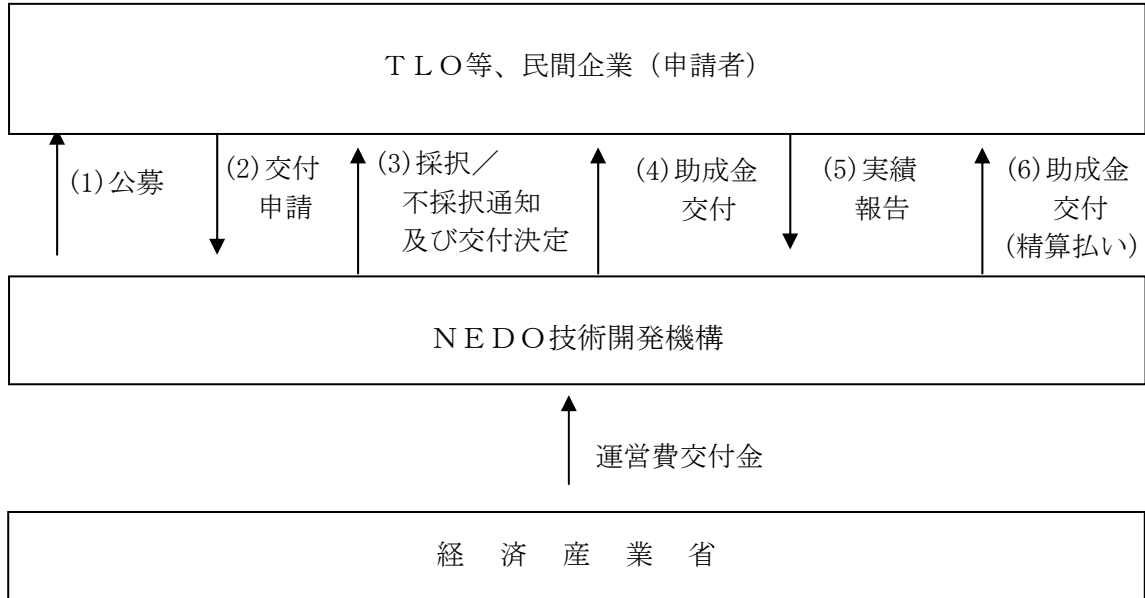 ＴＬＯ等、民間企業（申請者）
(1)公募
(2)交付
申請
(3)採択／
不採択通知
及び交付決定
(4)助成金
交付
(5)実績
報告
(6)助成金
交付
(精算払い)
ＮＥＤＯ技術開発機構
運営費交付金
経　済　産　業　省